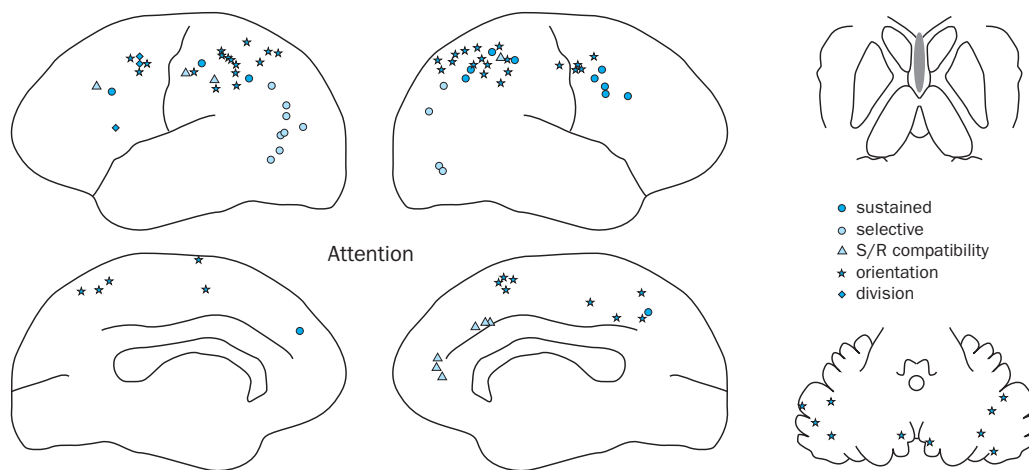 Attention
sustained
selective
S/R compatibility
orientation
division